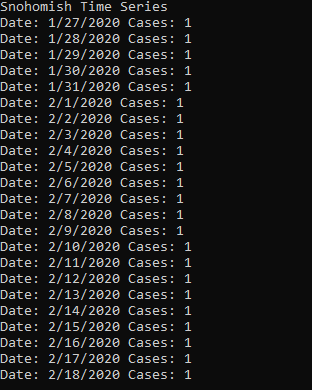 Snohomish Time Series
Date: 1/27/2020 Cases: 1
Date: 1/28/2020 Cases: 1
Date: 1/29/2020 Cases: 1
Date: 1/30/2020 Cases: 1
Date: 1/31/2020 Cases: 1
Date: 2/1/2020 Cases: 1
Date: 2/2/2020 Cases: 1
Date: 2/3/2020 Cases: 1
Date: 2/4/2020 Cases: 1
Date: 2/5/2020 Cases: 1
Date: 2/6/2020 Cases: 1
Date: 2/7/2020 Cases: 1
Date: 2/8/2020 Cases: 1
Date: 2/9/2020 Cases: 1
Date: 2/10/2020 Cases: 1
Date: 2/11/2020 Cases: 1
Date: 2/12/2020 Cases: 1
Date: 2/13/2020 Cases: 1
Date: 2/14/2020 Cases: 1
Date: 2/15/2020 Cases: 1
Date: 2/16/2020 Cases: 1
Date: 2/17/2020 Cases: 1
Date: 2/18/2020 Cases: 1